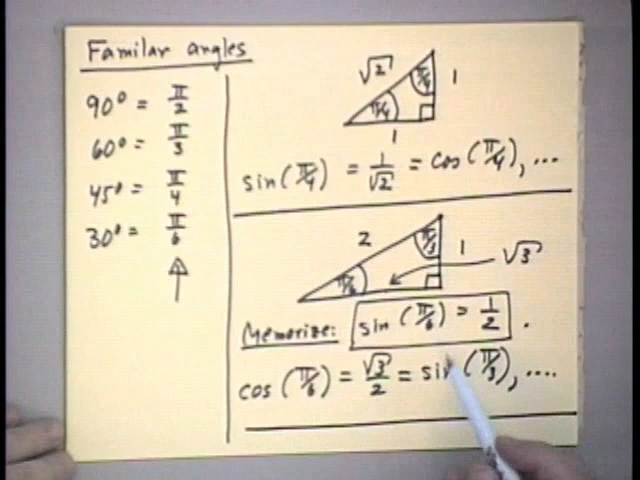 Familar angles
90° = π/2
60° = π/3
45° = π/4
30° = π/6
√2
π/4
1
π/4
1
sin(π/4) = 1/√2 = cos(π/4), ...
2
π/3
1
√3
π/6
Memorize: sin(π/6) = 1/2 .
cos(π/6) = √3/2 = sin(π/3), ....